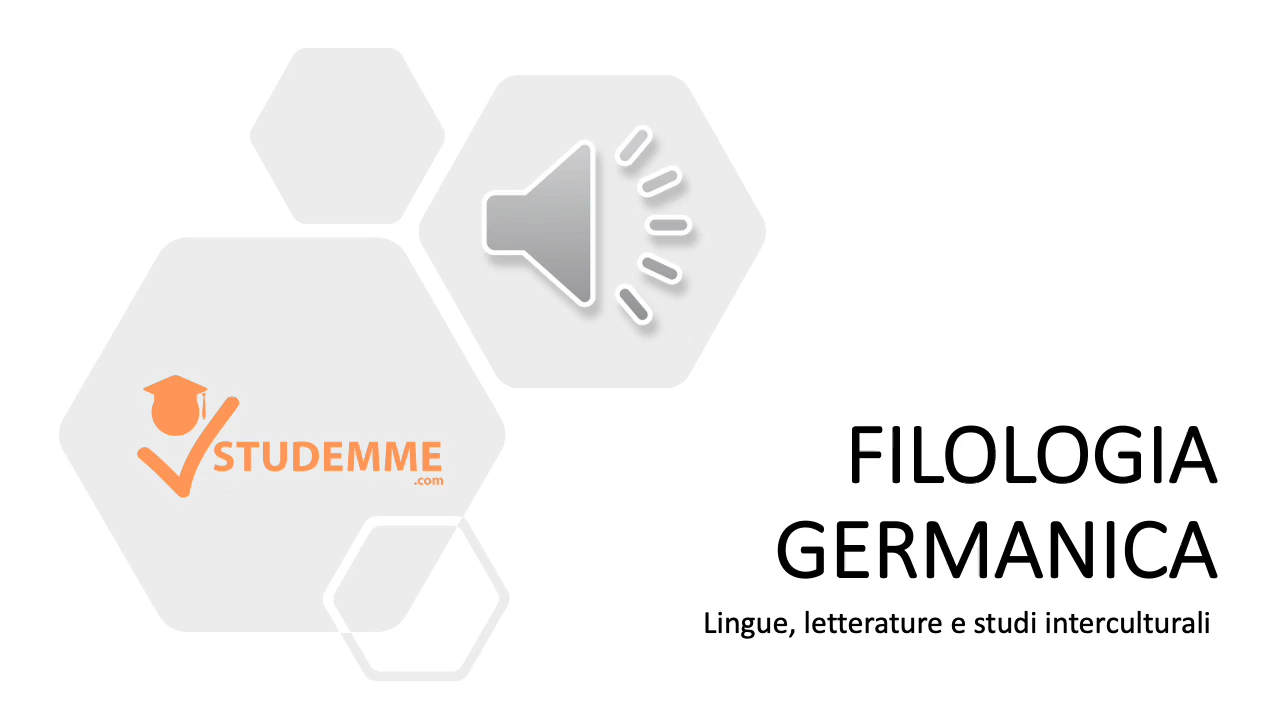 STUDEMME
.com
FILOLOGIA
GERMANICA
Lingue, letterature e studi interculturali